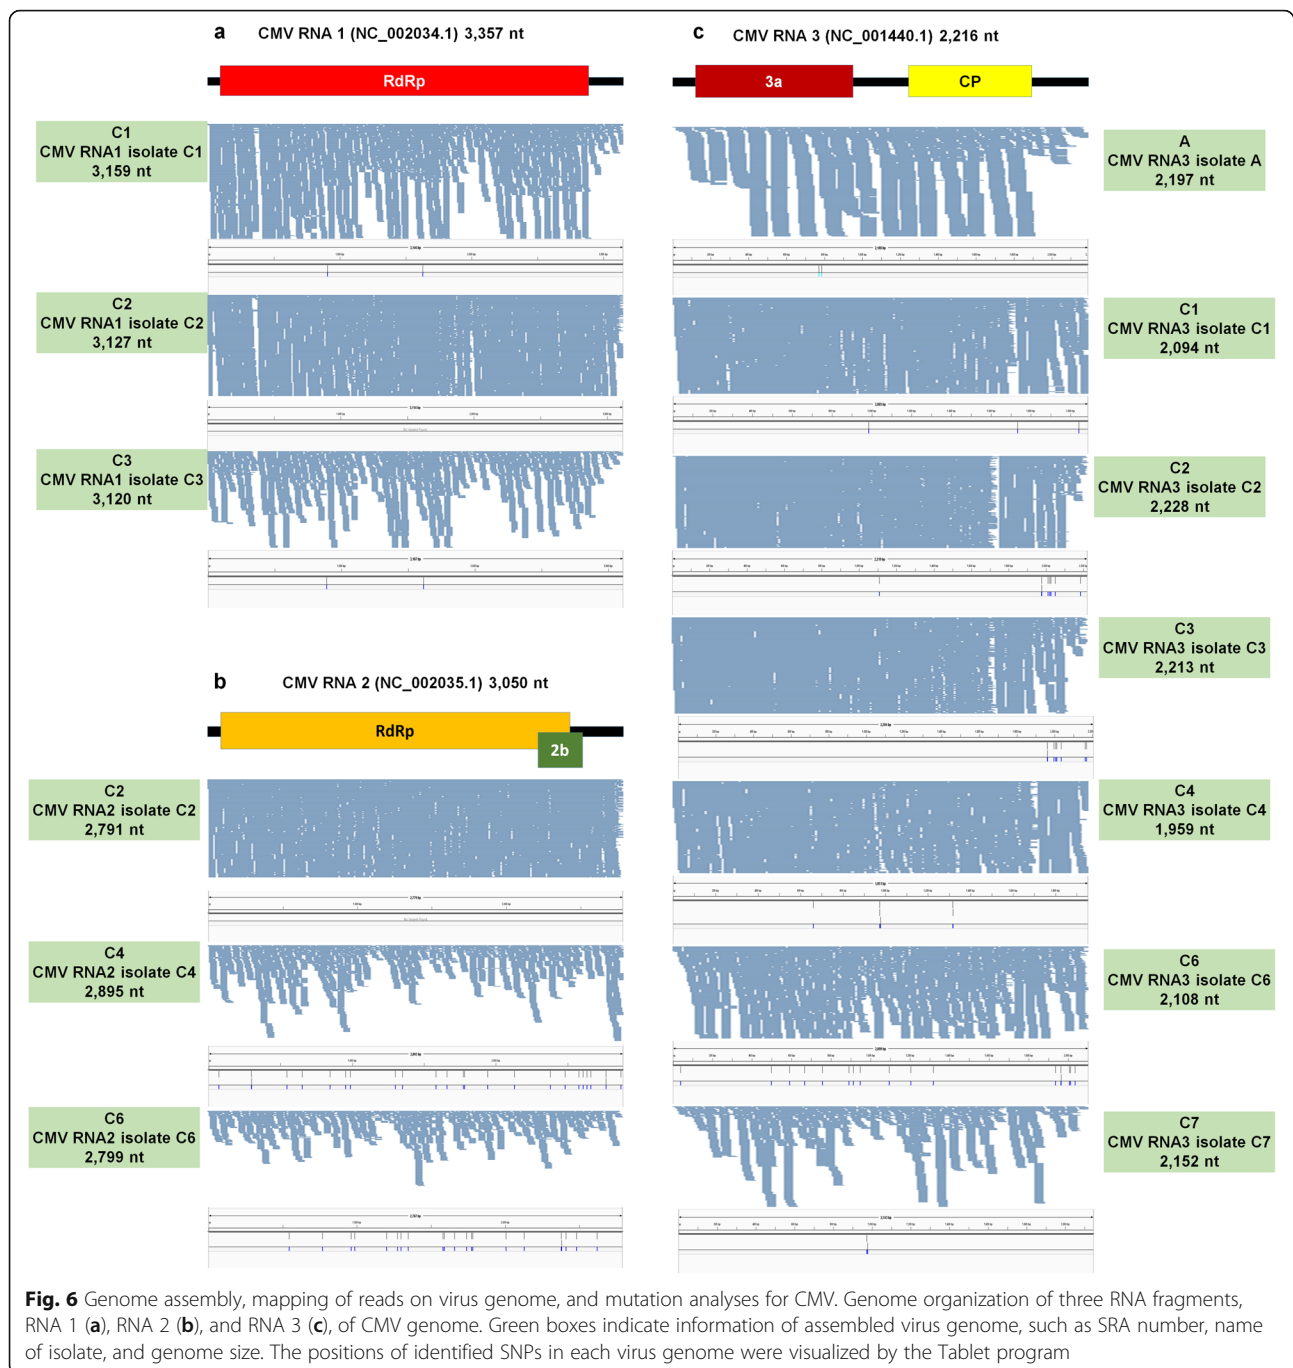 a CMV RNA 1 (NC_002034.1) 3,357 nt
RdRp
C1
CMV RNA1 isolate C1
3,159 nt
C2
CMV RNA1 isolate C2
3,127 nt
C3
CMV RNA1 isolate C3
3,120 nt
b CMV RNA 2 (NC_002035.1) 3,050 nt
RdRp
2b
C2
CMV RNA2 isolate C2
2,791 nt
C4
CMV RNA2 isolate C4
2,895 nt
C6
CMV RNA2 isolate C6
2,799 nt
c CMV RNA 3 (NC_001440.1) 2,216 nt
3a CP
A
CMV RNA3 isolate A
2,197 nt
C1
CMV RNA3 isolate C1
2,094 nt
C2
CMV RNA3 isolate C2
2,228 nt
C3
CMV RNA3 isolate C3
2,213 nt
C4
CMV RNA3 isolate C4
1,959 nt
C6
CMV RNA3 isolate C6
2,108 nt
C7
CMV RNA3 isolate C7
2,152 nt
Fig. 6 Genome assembly, mapping of reads on virus genome, and mutation analyses for CMV. Genome organization of three RNA fragments,
RNA 1 (a), RNA 2 (b), and RNA 3 (c), of CMV genome. Green boxes indicate information of assembled virus genome, such as SRA number, name
of isolate, and genome size. The positions of identified SNPs in each virus genome were visualized by the Tablet program